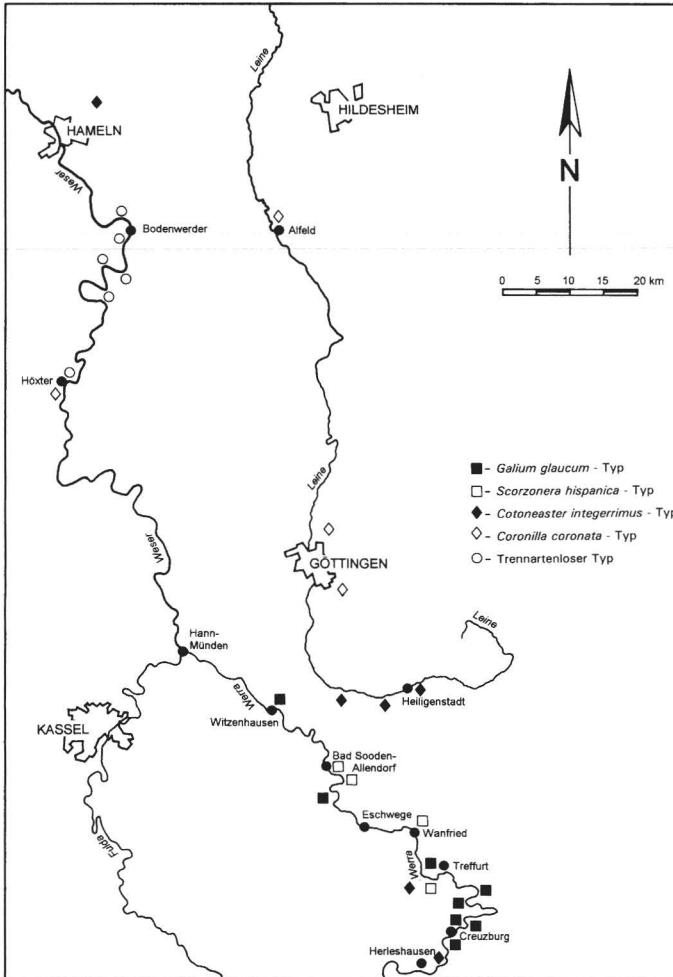 Leine
HILDESHEIM
HAMELN
Weser
N
Bodenwerder
Alfeld
0 5 10 15 20 km
Höxter
Leine
- Galium glaucum - Typ
- Scorzonera hispanica - Typ
- Cotoneaster integerrimus - Typ
- Coronilla coronata - Typ
- Trennartenloser Typ
Weser
GÖTTINGEN
Leine
Hann-
Münden
Werra
Heiligenstadt
Witzenhausen
KASSEL
Bad Sooden-
Allendorf
Eschwege
Wanfried
Fulda
Werra
Treffurt
Creuzburg
Herleshausen